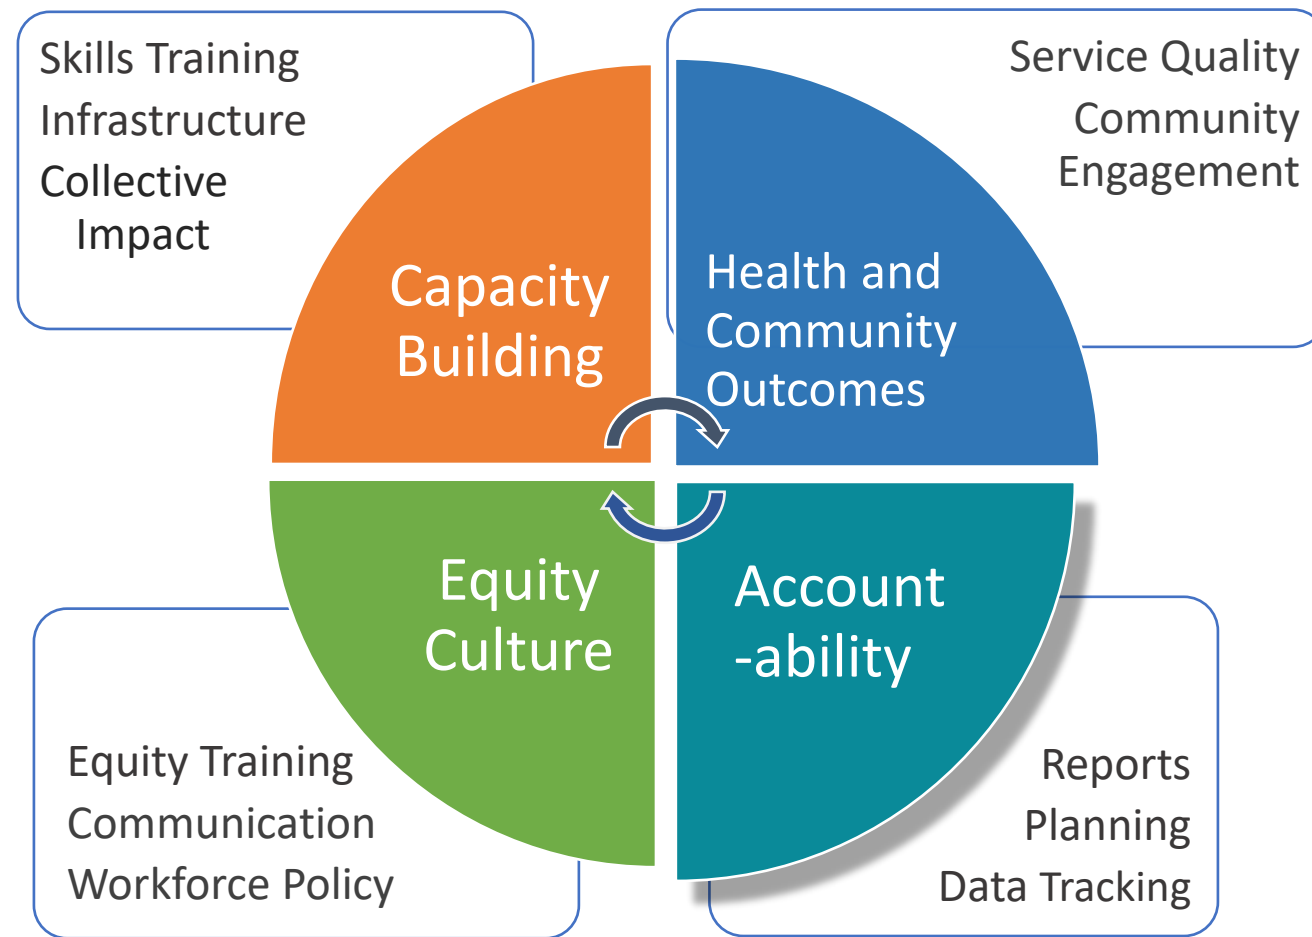 Skills Training
Infrastructure
Collective
Impact
Service Quality
Community
Engagement
Capacity
Building
Health and
Community
Outcomes
Equity
Culture
Account
-ability
Equity Training
Communication
Workforce Policy
Reports
Planning
Data Tracking